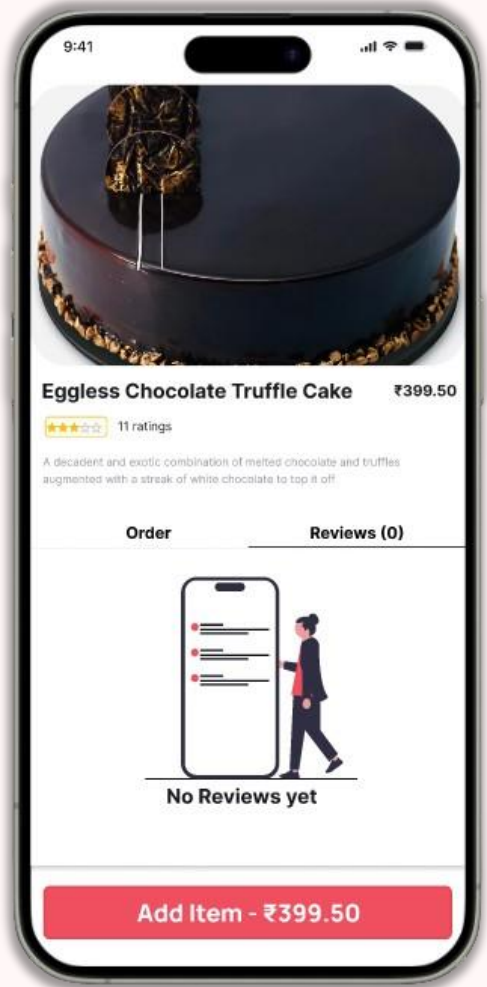 9:41
Eggless Chocolate Truffle Cake ₹399.50
11 ratings
A decadent and exotic combination of melted chocolate and truffles
augmented with a streak of white chocolate to top it off
Order Reviews (0)
No Reviews yet
Add Item - ₹399.50